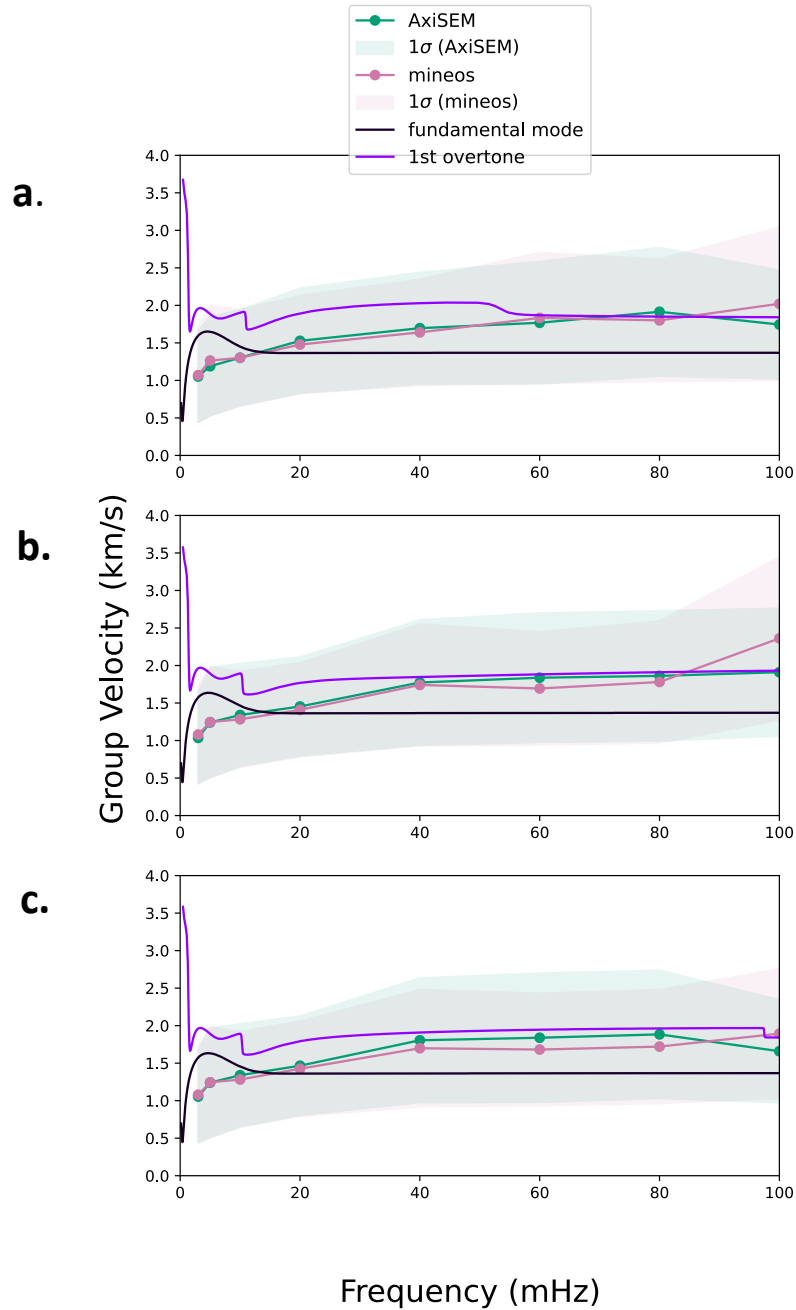 AxiSEM
1σ (AxiSEM)
mineos
1σ (mineos)
fundamental mode
1st overtone
a.
4.0
3.5
3.0
2.5
2.0
1.5
1.0
0.5
0.0
0 20 40 60 80 100
b.
Group Velocity (km/s)
4.0
3.5
3.0
2.5
2.0
1.5
1.0
0.5
0.0
0 20 40 60 80 100
c.
4.0
3.5
3.0
2.5
2.0
1.5
1.0
0.5
0.0
0 20 40 60 80 100
Frequency (mHz)